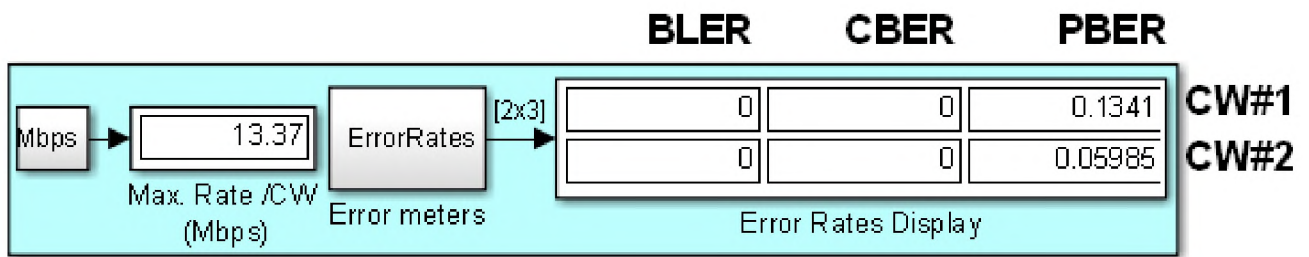 BLER CBER PBER
Mbps 13.37 ErrorRates [2x3] 0 0 0.1341 CW#1
0 0 0.05985 CW#2
Max. Rate /CW
(Mbps)
Error meters
Error Rates Display